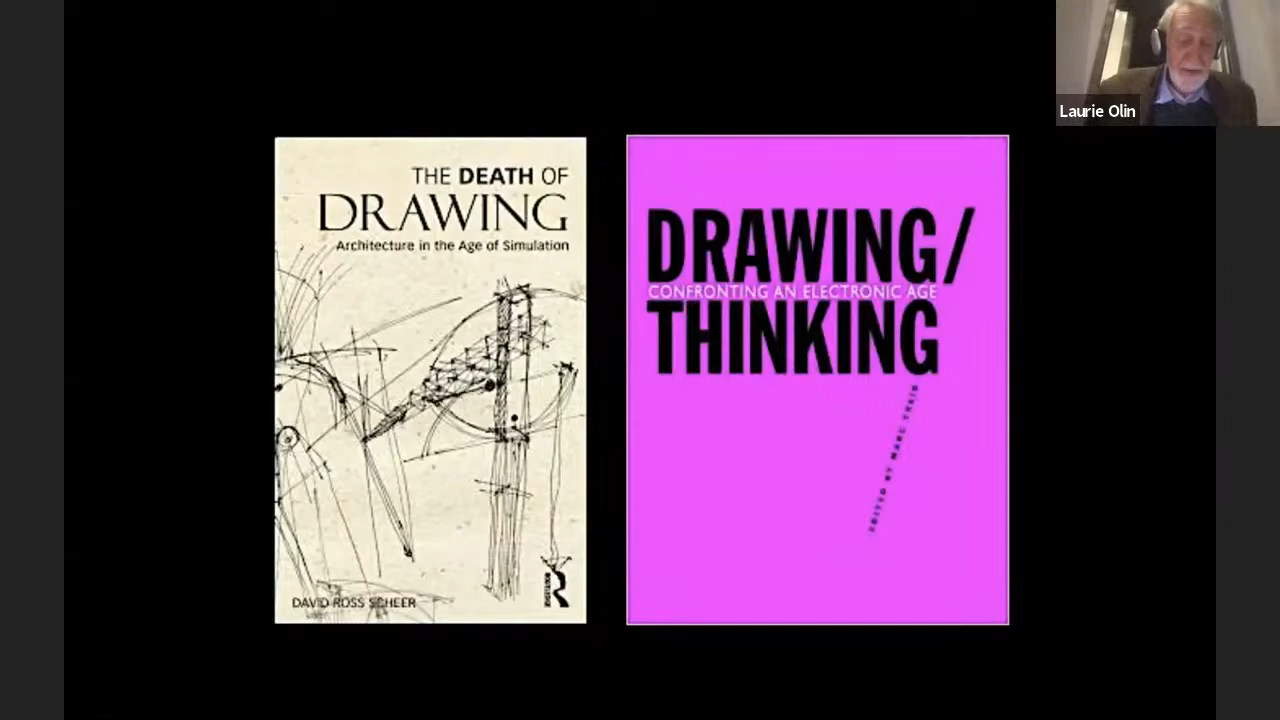 THE DEATH OF
DRAWING
Architecture in the Age of Simulation
DAVID ROSS SCHEER
ROUTLEDGE
DRAWING/
CONFRONTING AN ELECTRONIC AGE
THINKING
EDITED BY MARC TREIB
Laurie Olin